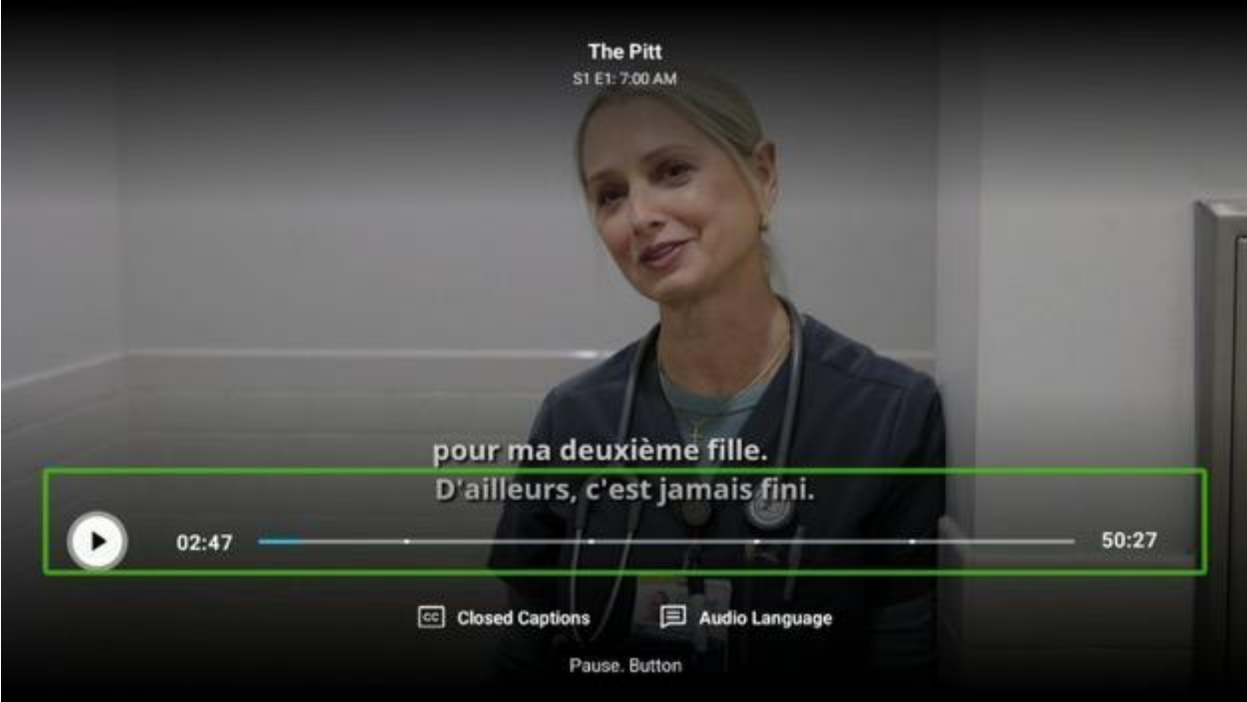 The Pitt
S1 E1: 7:00 AM
pour ma deuxième fille.
D'ailleurs, c'est jamais fini.
02:47 50:27
CC Closed Captions Audio Language
Pause. Button